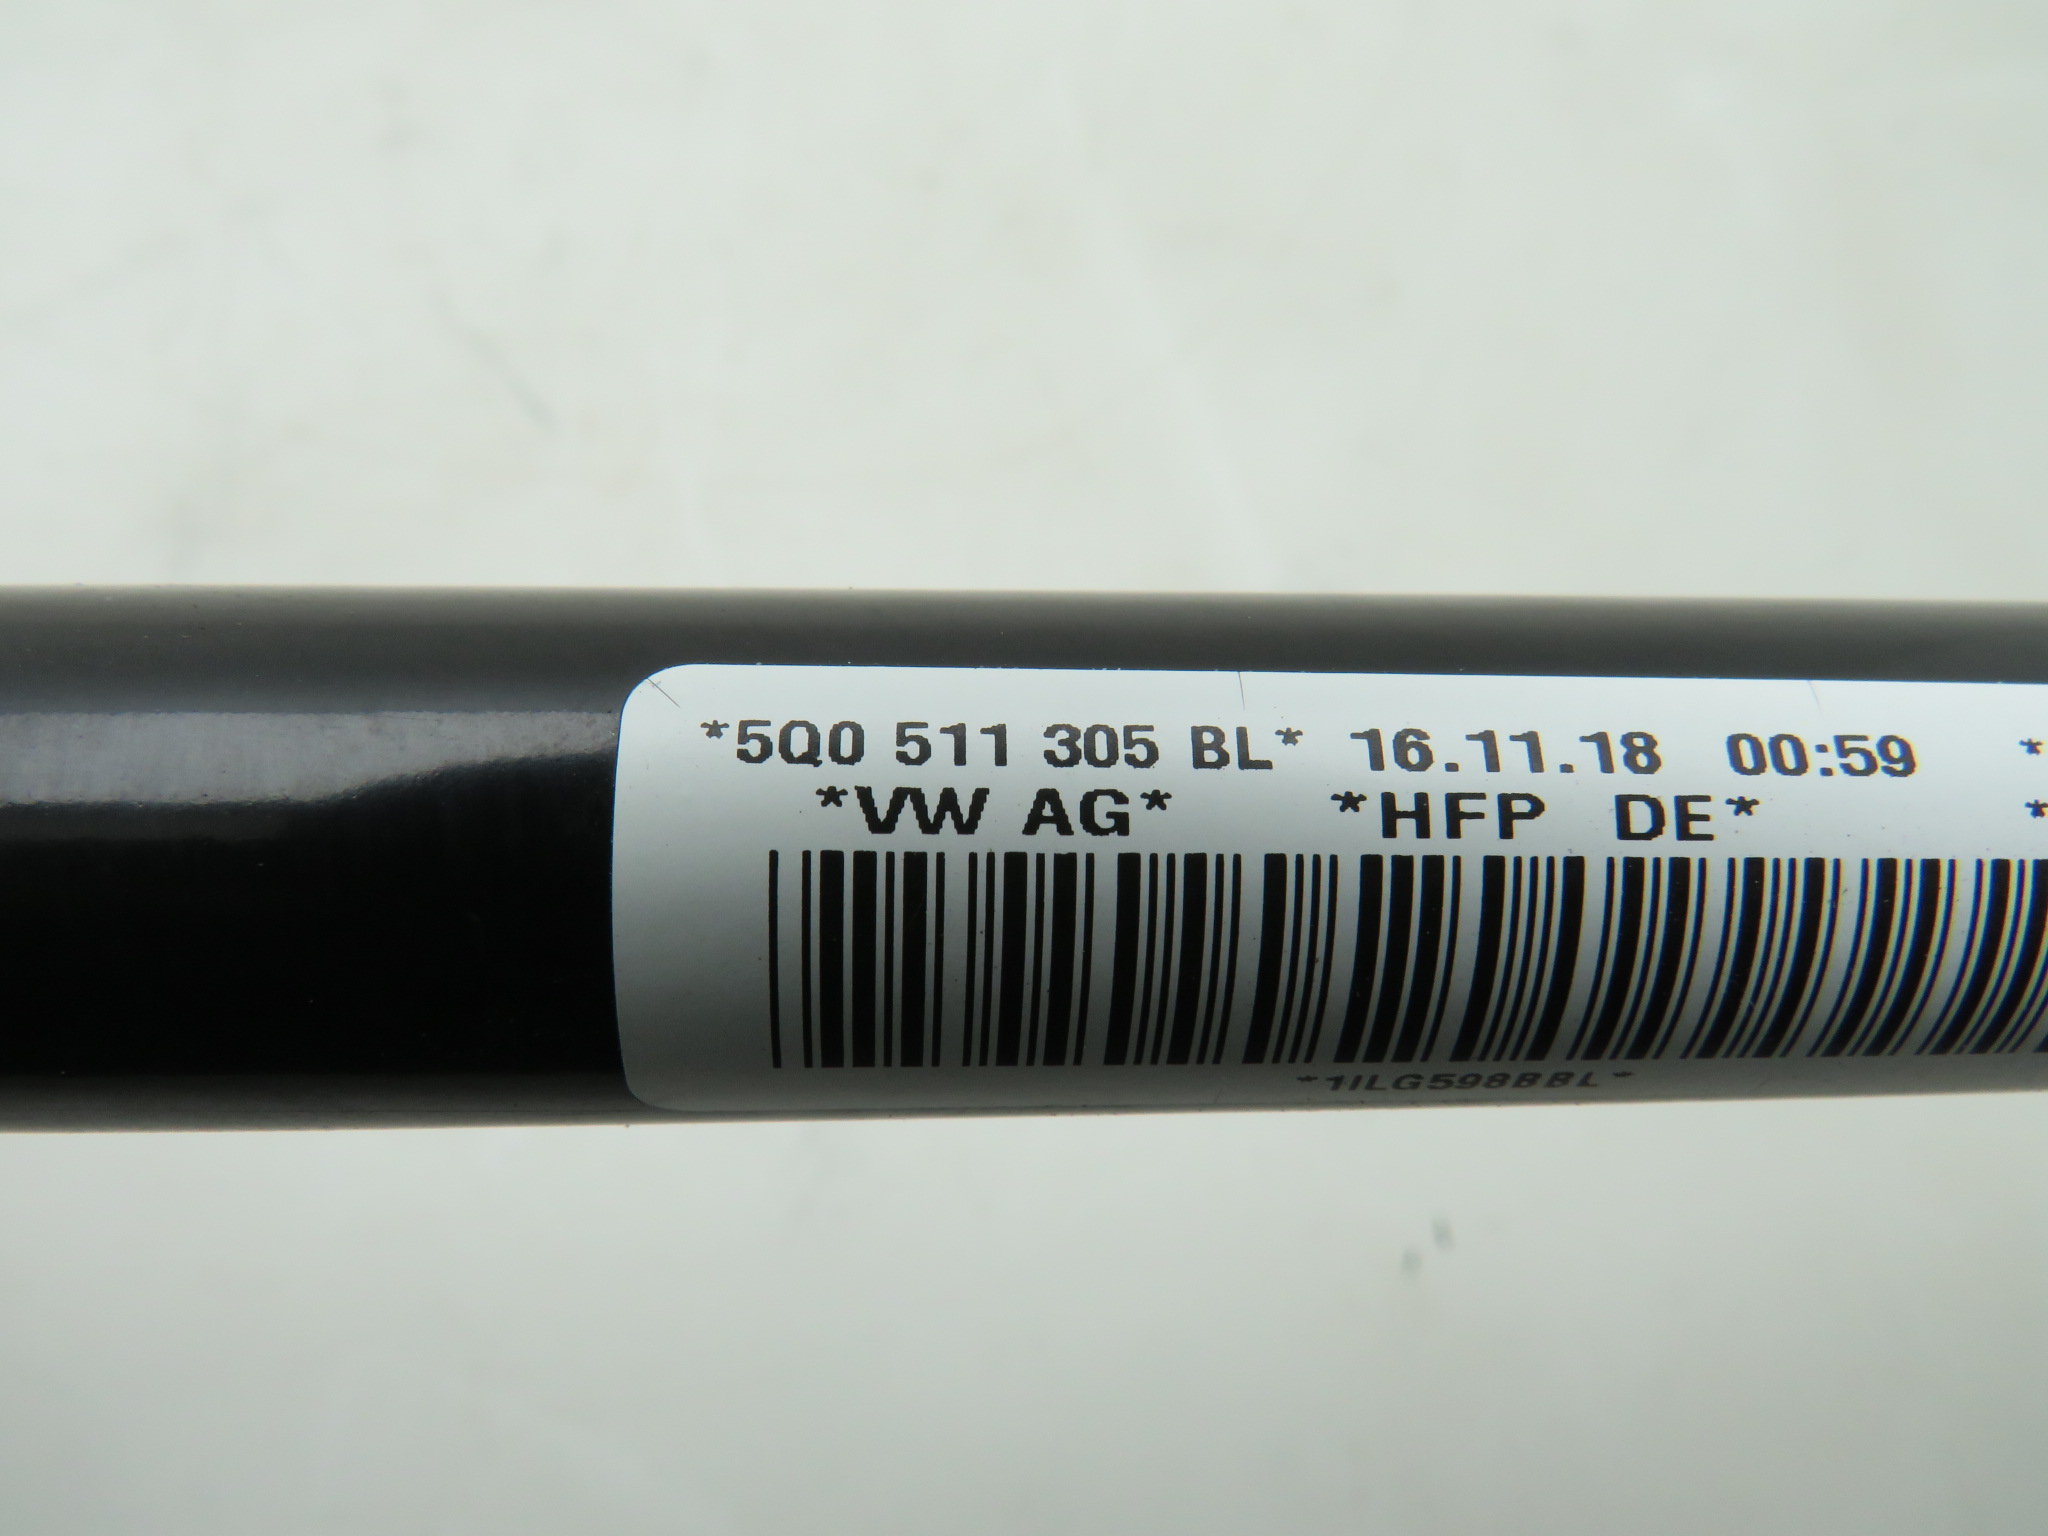 *5Q0 511 305 BL* 16.11.18 00:59 *
*VW AG* *HFP DE* *
*1ILG598BBL*